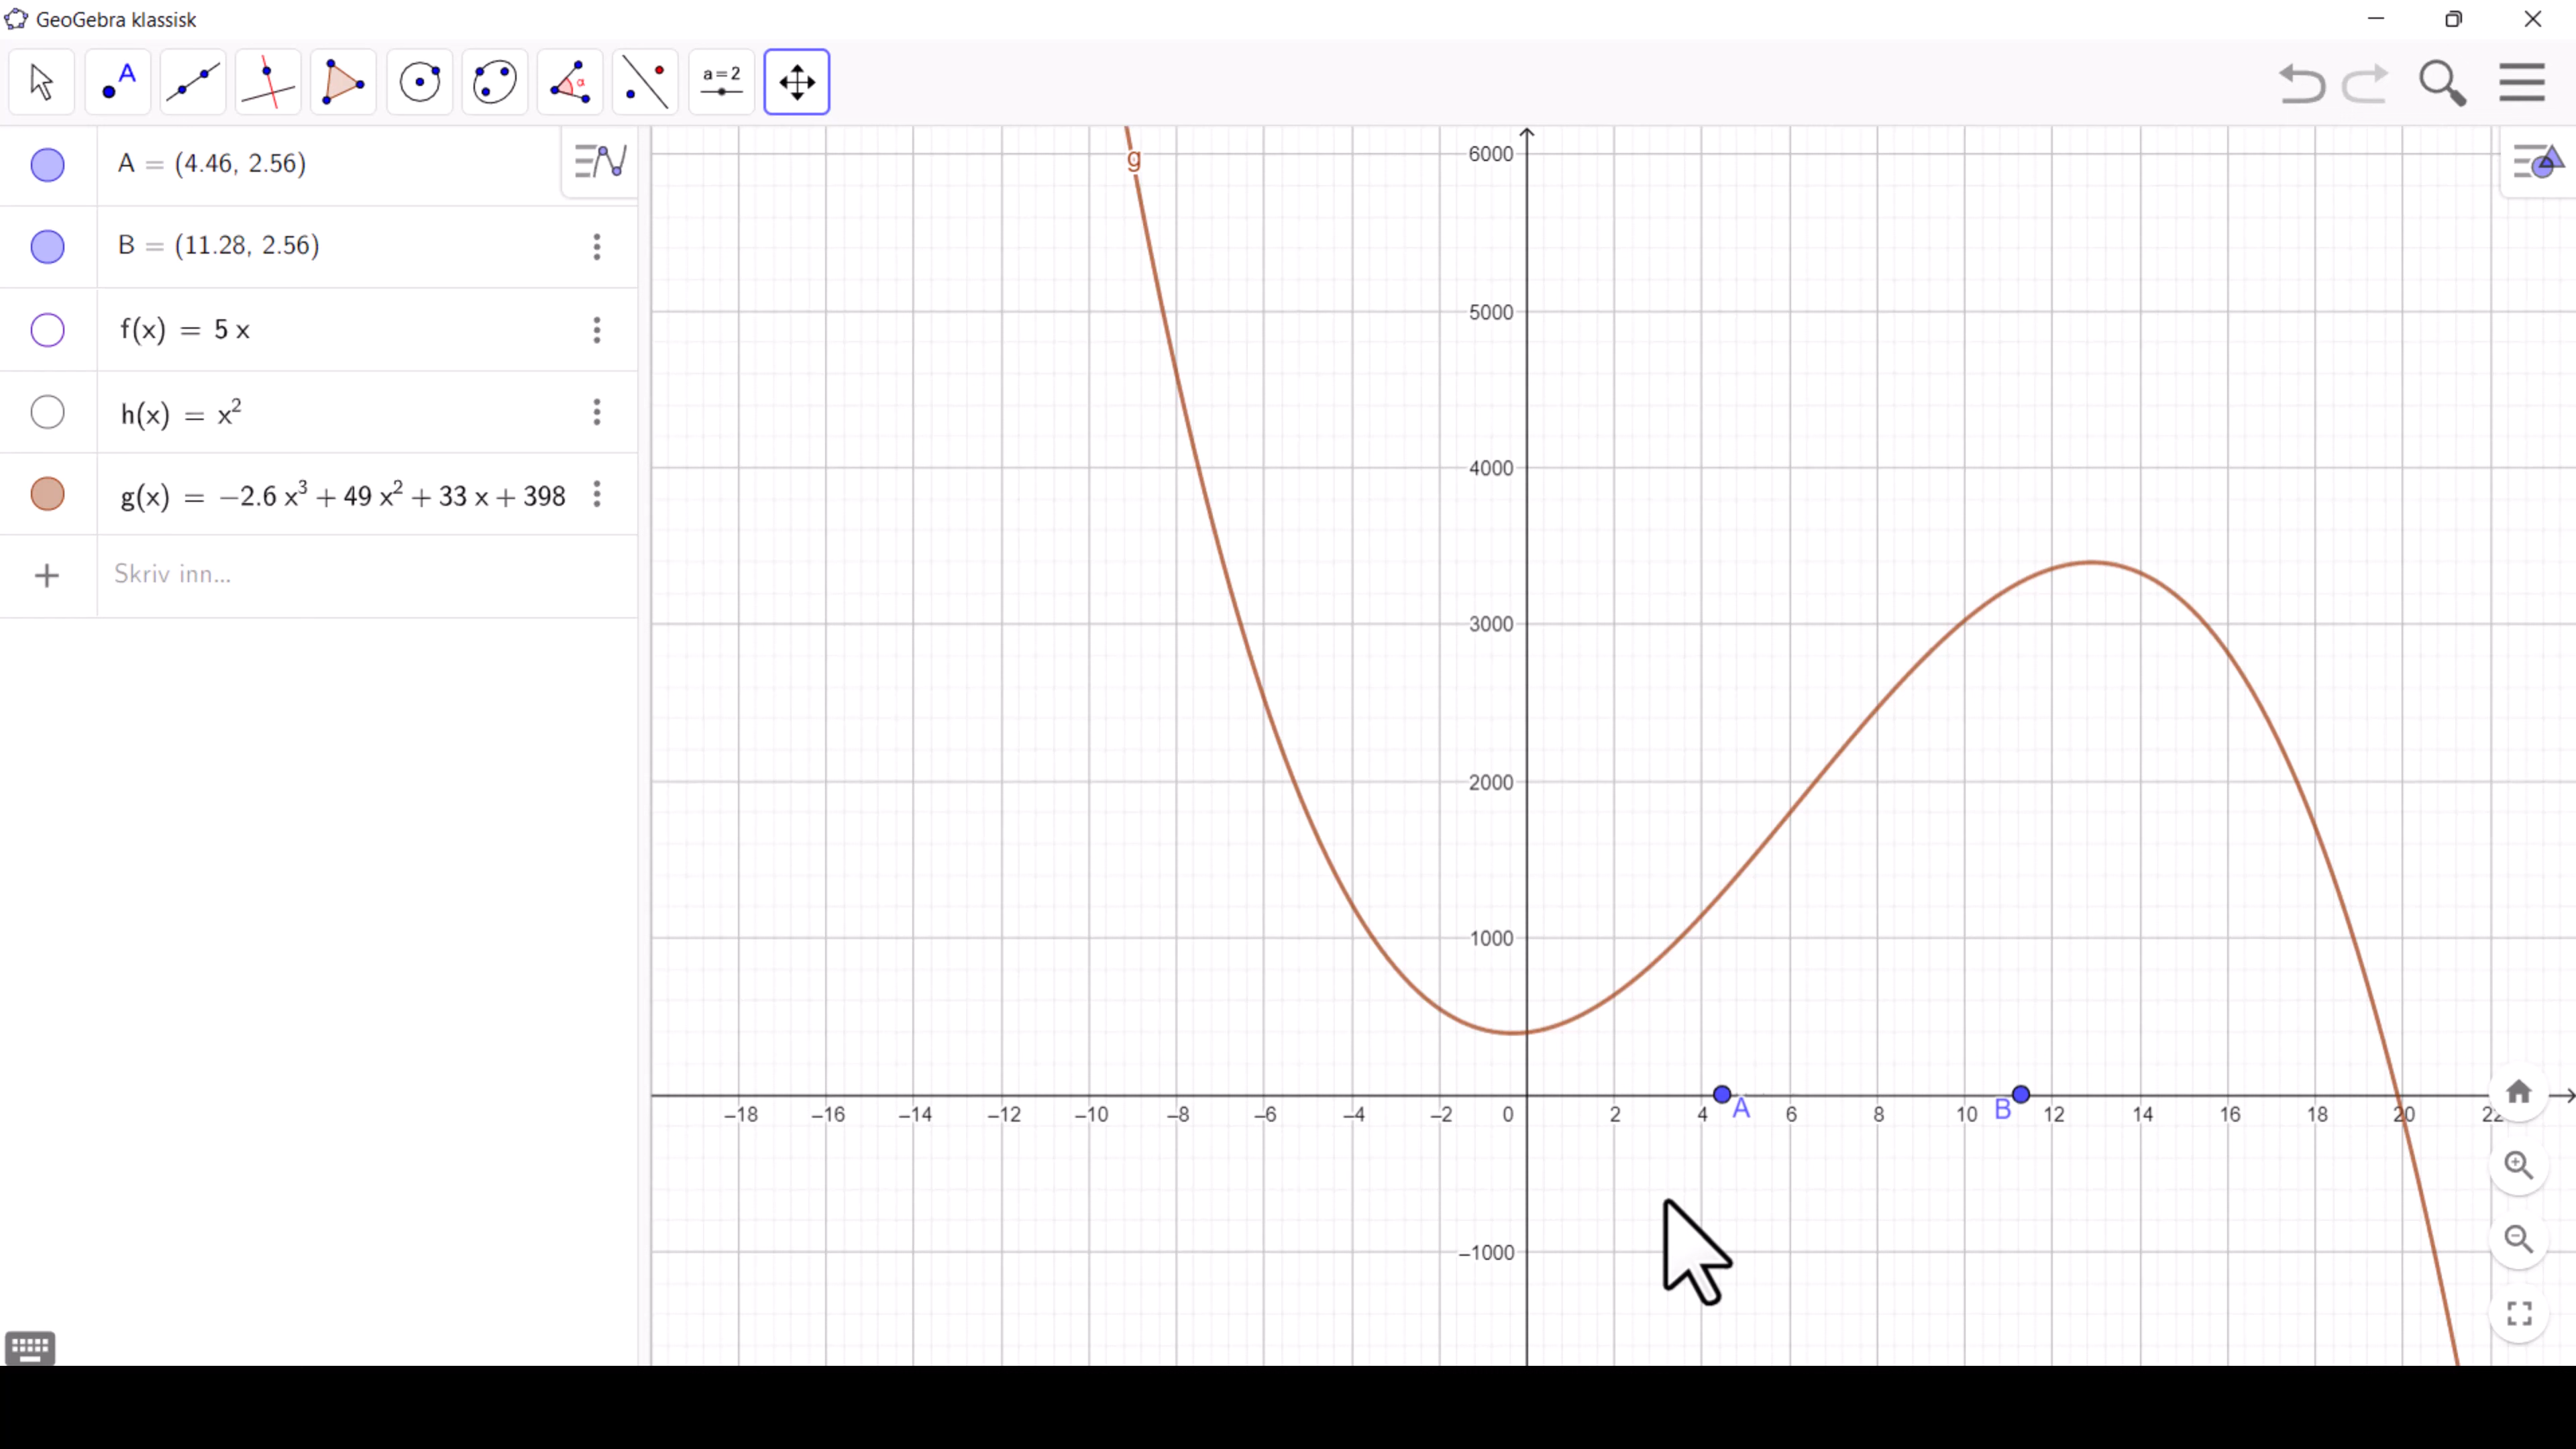 GeoGebra klassisk
A
α
a = 2
A = (4.46, 2.56)
B = (11.28, 2.56)
f(x) = 5 x
h(x) = x²
g(x) = −2.6 x³ + 49 x² + 33 x + 398
Skriv inn...
g
6000
5000
4000
3000
2000
1000
−18 −16 −14 −12 −10 −8 −6 −4 −2 0 2 4 A 6 8 10 B 12 14 16 18 20 22
−1000